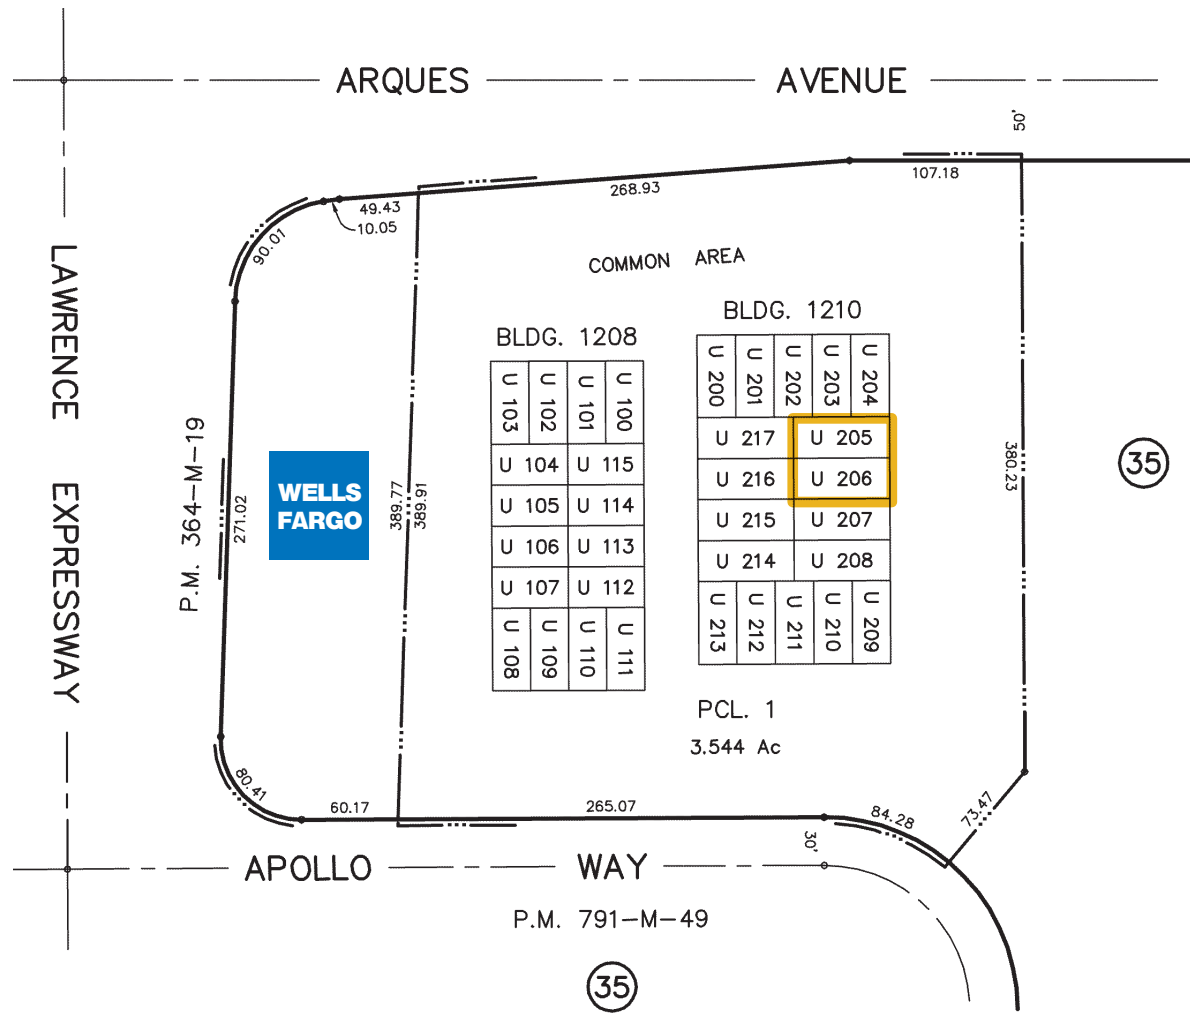 ARQUES AVENUE
50'
268.93
107.18
49.43
10.05
90.01
COMMON AREA
LAWRENCE EXPRESSWAY
BLDG. 1208
BLDG. 1210
U 103
U 102
U 101
U 100
U 200
U 201
U 202
U 203
U 204
U 217
U 205
U 104
U 115
U 216
U 206
U 105
U 114
U 215
U 207
U 106
U 113
U 214
U 208
U 107
U 112
U 108
U 109
U 110
U 111
U 213
U 212
U 211
U 210
U 209
P.M. 364-M-19
271.02
WELLS
FARGO
389.77
389.91
380.23
35
PCL. 1
3.544 Ac
80.41
60.17
265.07
84.28
73.47
30'
APOLLO WAY
P.M. 791-M-49
35